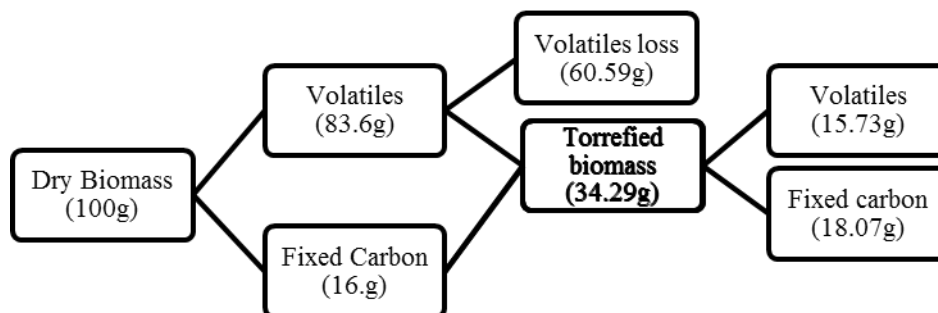 Dry Biomass
(100g)
Volatiles
(83.6g)
Fixed Carbon
(16.g)
Volatiles loss
(60.59g)
Torrefied
biomass
(34.29g)
Volatiles
(15.73g)
Fixed carbon
(18.07g)